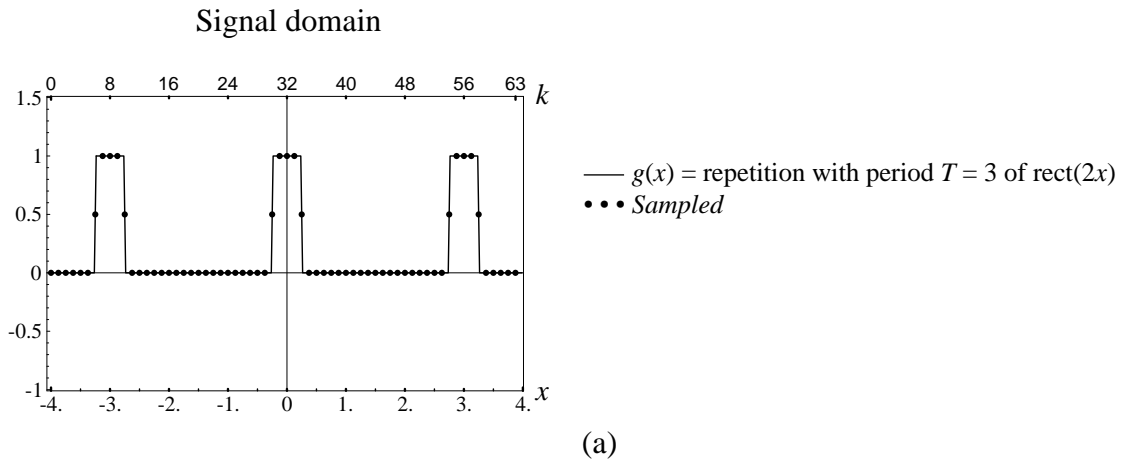 Signal domain
0 8 16 24 32 40 48 56 63 k
1.5
1
0.5
0
-0.5
-1
-4. -3. -2. -1. 0 1. 2. 3. 4. x
g(x) = repetition with period T = 3 of rect(2x)
Sampled
(a)